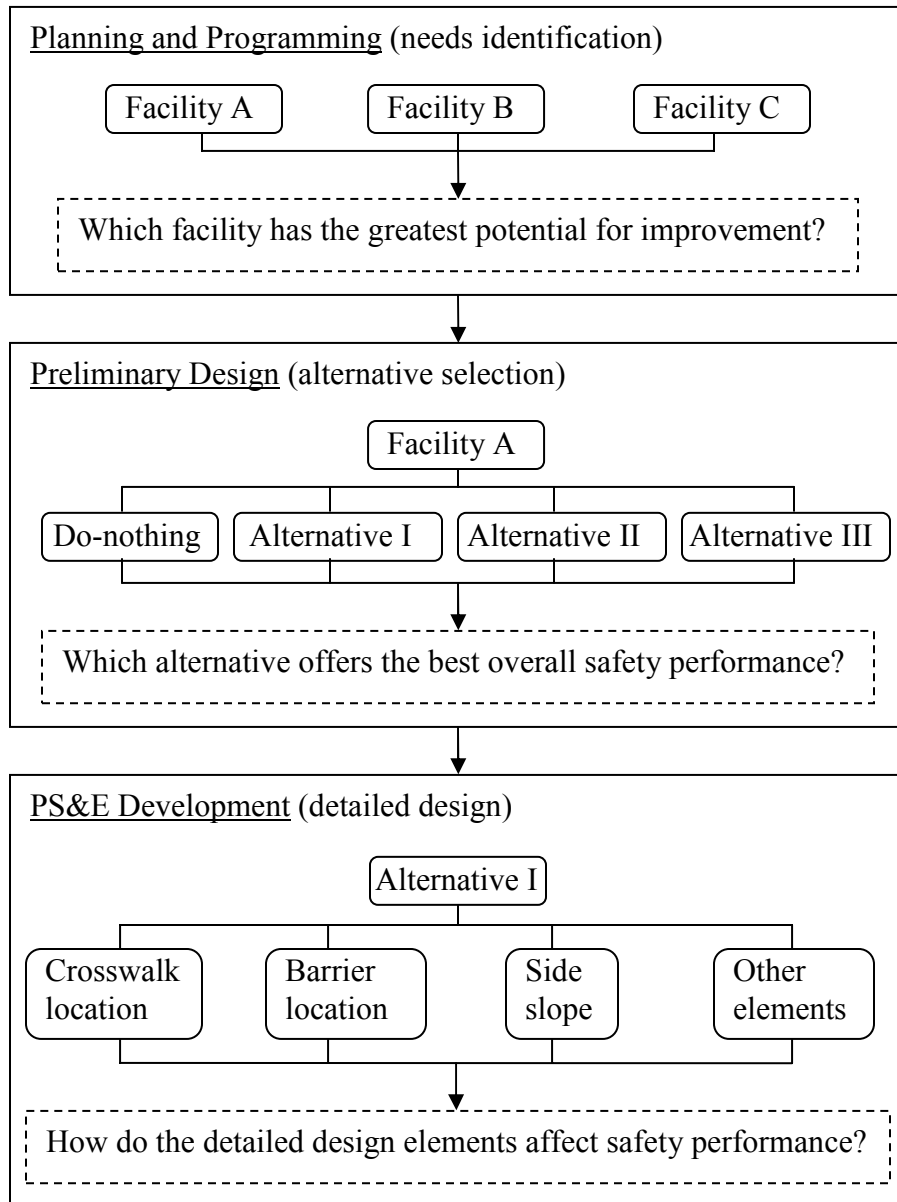 Planning and Programming (needs identification)
Facility A
Facility B
Facility C
Which facility has the greatest potential for improvement?
Preliminary Design (alternative selection)
Facility A
Do-nothing
Alternative I
Alternative II
Alternative III
Which alternative offers the best overall safety performance?
PS&E Development (detailed design)
Alternative I
Crosswalk
location
Barrier
location
Side
slope
Other
elements
How do the detailed design elements affect safety performance?